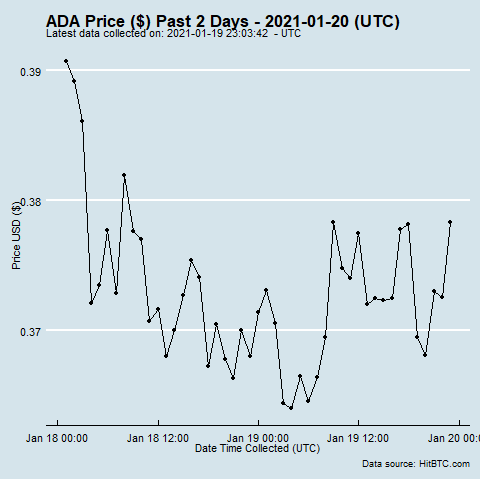 ADA Price ($) Past 2 Days - 2021-01-20 (UTC)
Latest data collected on: 2021-01-19 23:03:42 - UTC
0.39
0.38
0.37
Price USD ($)
Jan 18 00:00 Jan 18 12:00 Jan 19 00:00 Jan 19 12:00 Jan 20 00:0
Date Time Collected (UTC)
Data source: HitBTC.com